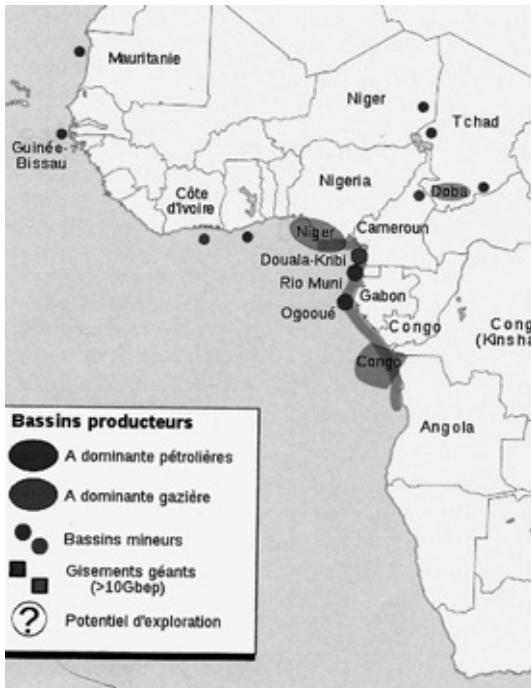 Mauritanie
Niger
Tchad
Guinée-
Bissau
Nigeria
Doba
Côte
d'Ivoire
Niger
Cameroun
Douala-Kribi
Rio Muni
Gabon
Ogooué
Congo
Cong
(Kinsha
Congo
Angola
Bassins producteurs
A dominante pétrolières
A dominante gazière
Bassins mineurs
Gisements géants
(>10Gbep)
?
Potentiel d'exploration